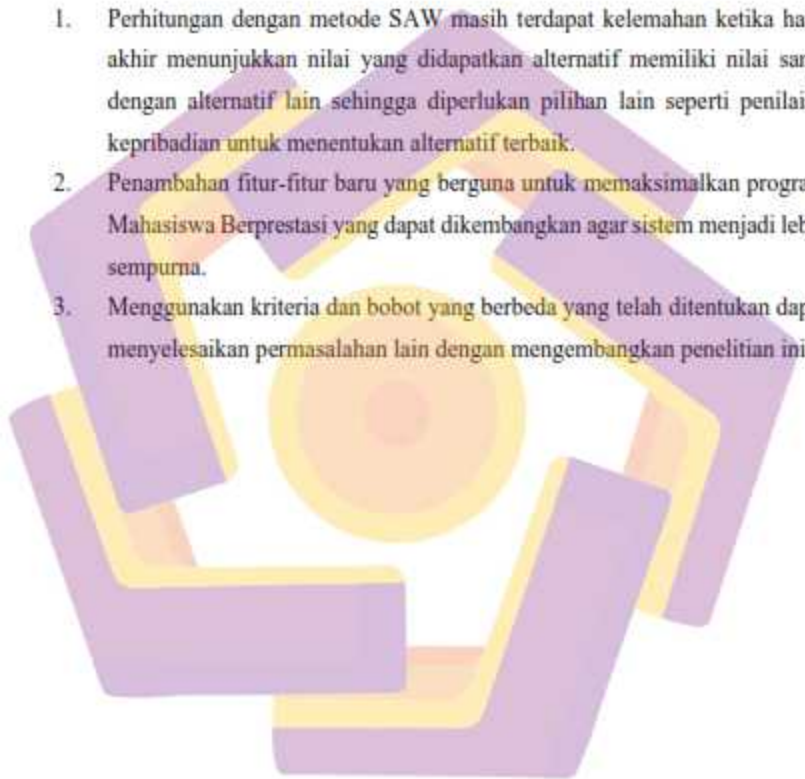 1. Perhitungan dengan metode SAW masih terdapat kelemahan ketika ha
akhir menunjukkan nilai yang didapatkan alternatif memiliki nilai sa
dengan alternatif lain sehingga diperlukan pilihan lain seperti penilai
kepribadian untuk menentukan alternatif terbaik.
2. Penambahan fitur-fitur baru yang berguna untuk memaksimalkan progra
Mahasiswa Berprestasi yang dapat dikembangkan agar sistem menjadi leb
sempurna.
3. Menggunakan kriteria dan bobot yang berbeda yang telah ditentukan dap
menyelesaikan permasalahan lain dengan mengembangkan penelitian ini